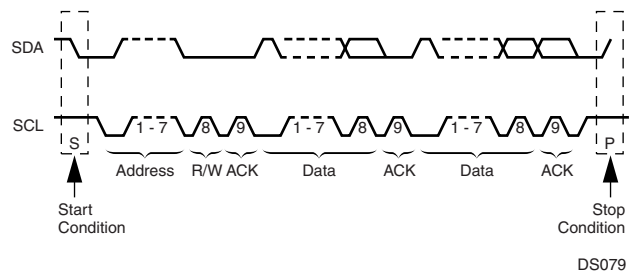 SDA
SCL
S 1 - 7 8 9 1 - 7 8 9 1 - 7 8 9 P
Address R/W ACK Data ACK Data ACK
Start
Condition
Stop
Condition
DS079